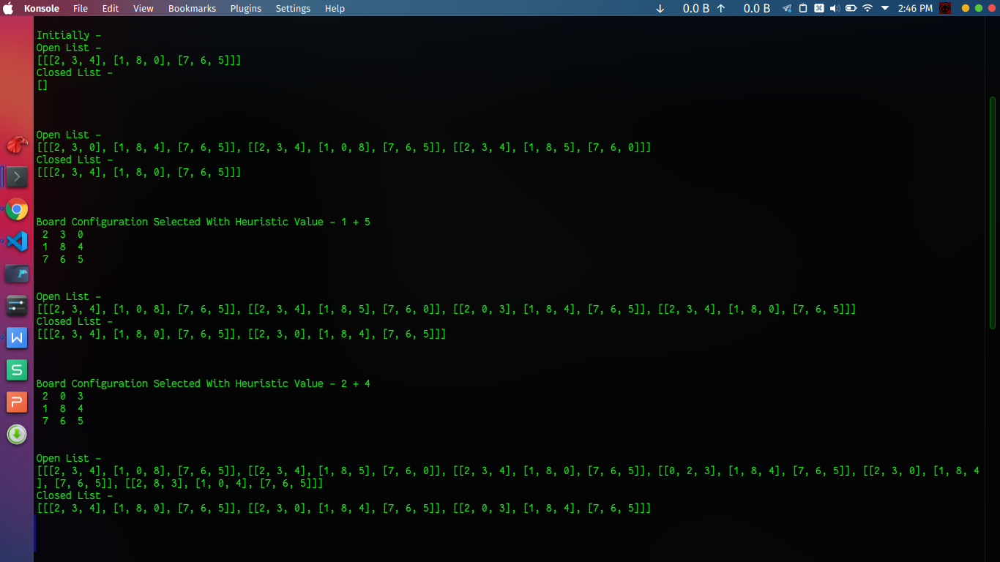 Konsole File Edit View Bookmarks Plugins Settings Help ↓ 0.0 B ↑ 0.0 B 2:46 PM
Initially -
Open List -
[[[2, 3, 4], [1, 8, 0], [7, 6, 5]]]
Closed List -
[]
Open List -
[[[2, 3, 0], [1, 8, 4], [7, 6, 5]], [[2, 3, 4], [1, 0, 8], [7, 6, 5]], [[2, 3, 4], [1, 8, 5], [7, 6, 0]]]
Closed List -
[[[2, 3, 4], [1, 8, 0], [7, 6, 5]]]
Board Configuration Selected With Heuristic Value - 1 + 5
2 3 0
1 8 4
7 6 5
Open List -
[[[2, 3, 4], [1, 0, 8], [7, 6, 5]], [[2, 3, 4], [1, 8, 5], [7, 6, 0]], [[2, 0, 3], [1, 8, 4], [7, 6, 5]], [[2, 3, 4], [1, 8, 0], [7, 6, 5]]]
Closed List -
[[[2, 3, 4], [1, 8, 0], [7, 6, 5]], [[2, 3, 0], [1, 8, 4], [7, 6, 5]]]
Board Configuration Selected With Heuristic Value - 2 + 4
2 0 3
1 8 4
7 6 5
Open List -
[[[2, 3, 4], [1, 0, 8], [7, 6, 5]], [[2, 3, 4], [1, 8, 5], [7, 6, 0]], [[2, 3, 4], [1, 8, 0], [7, 6, 5]], [[0, 2, 3], [1, 8, 4], [7, 6, 5]], [[2, 3, 0], [1, 8, 4
], [7, 6, 5]], [[2, 8, 3], [1, 0, 4], [7, 6, 5]]]
Closed List -
[[[2, 3, 4], [1, 8, 0], [7, 6, 5]], [[2, 3, 0], [1, 8, 4], [7, 6, 5]], [[2, 0, 3], [1, 8, 4], [7, 6, 5]]]
W
S
P